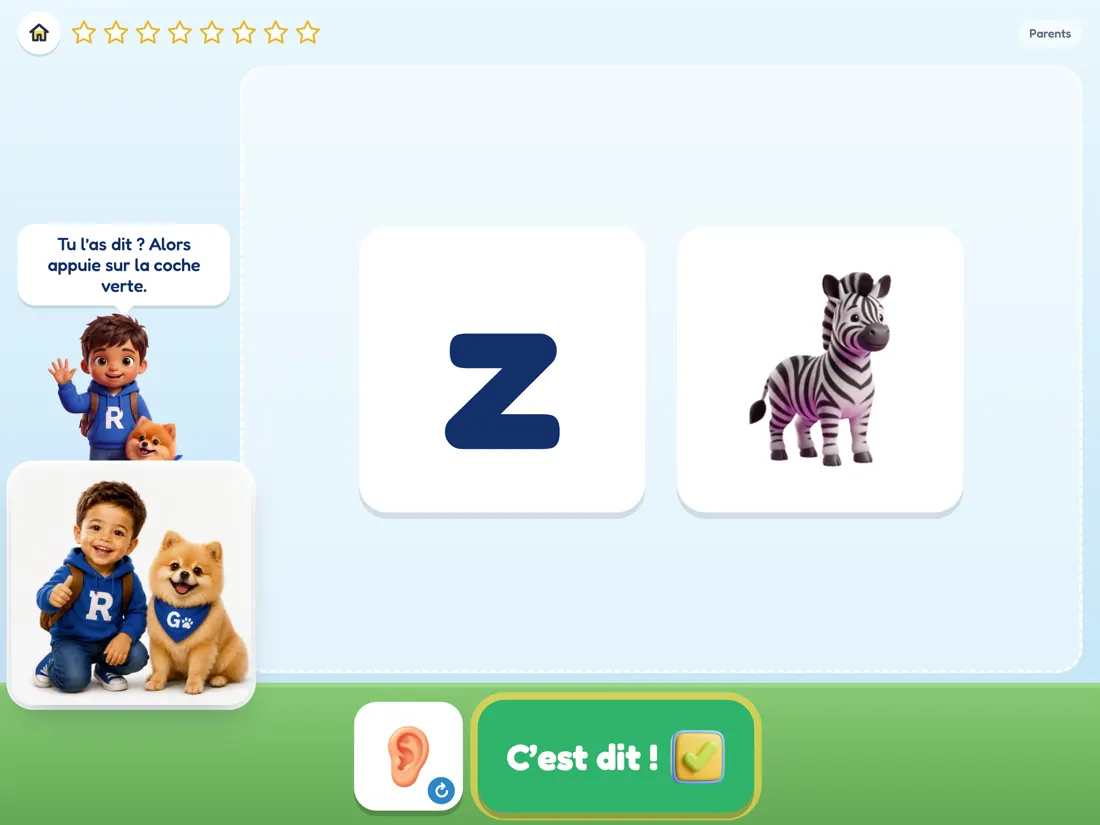 Parents
Tu l'as dit ? Alors
appuie sur la coche
verte.
R
z
R
G
C'est dit !